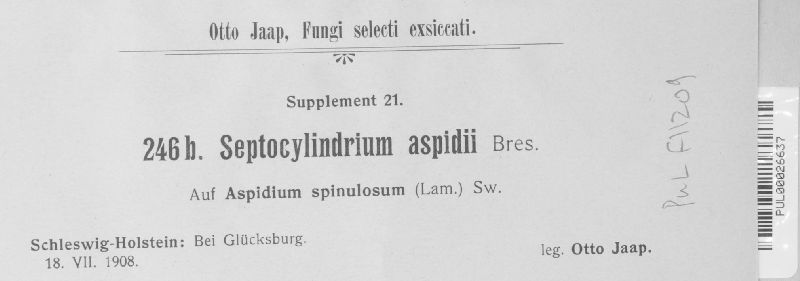 Otto Jaap, Fungi selecti exsiccati.
Supplement 21.
246b. Septocylindrium aspidii Bres.
Auf Aspidium spinulosum (Lam.) Sw.
Schleswig-Holstein: Bei Glücksburg.
18. VII. 1908.
leg. Otto Jaap.
PUL F11209
PUL00026637